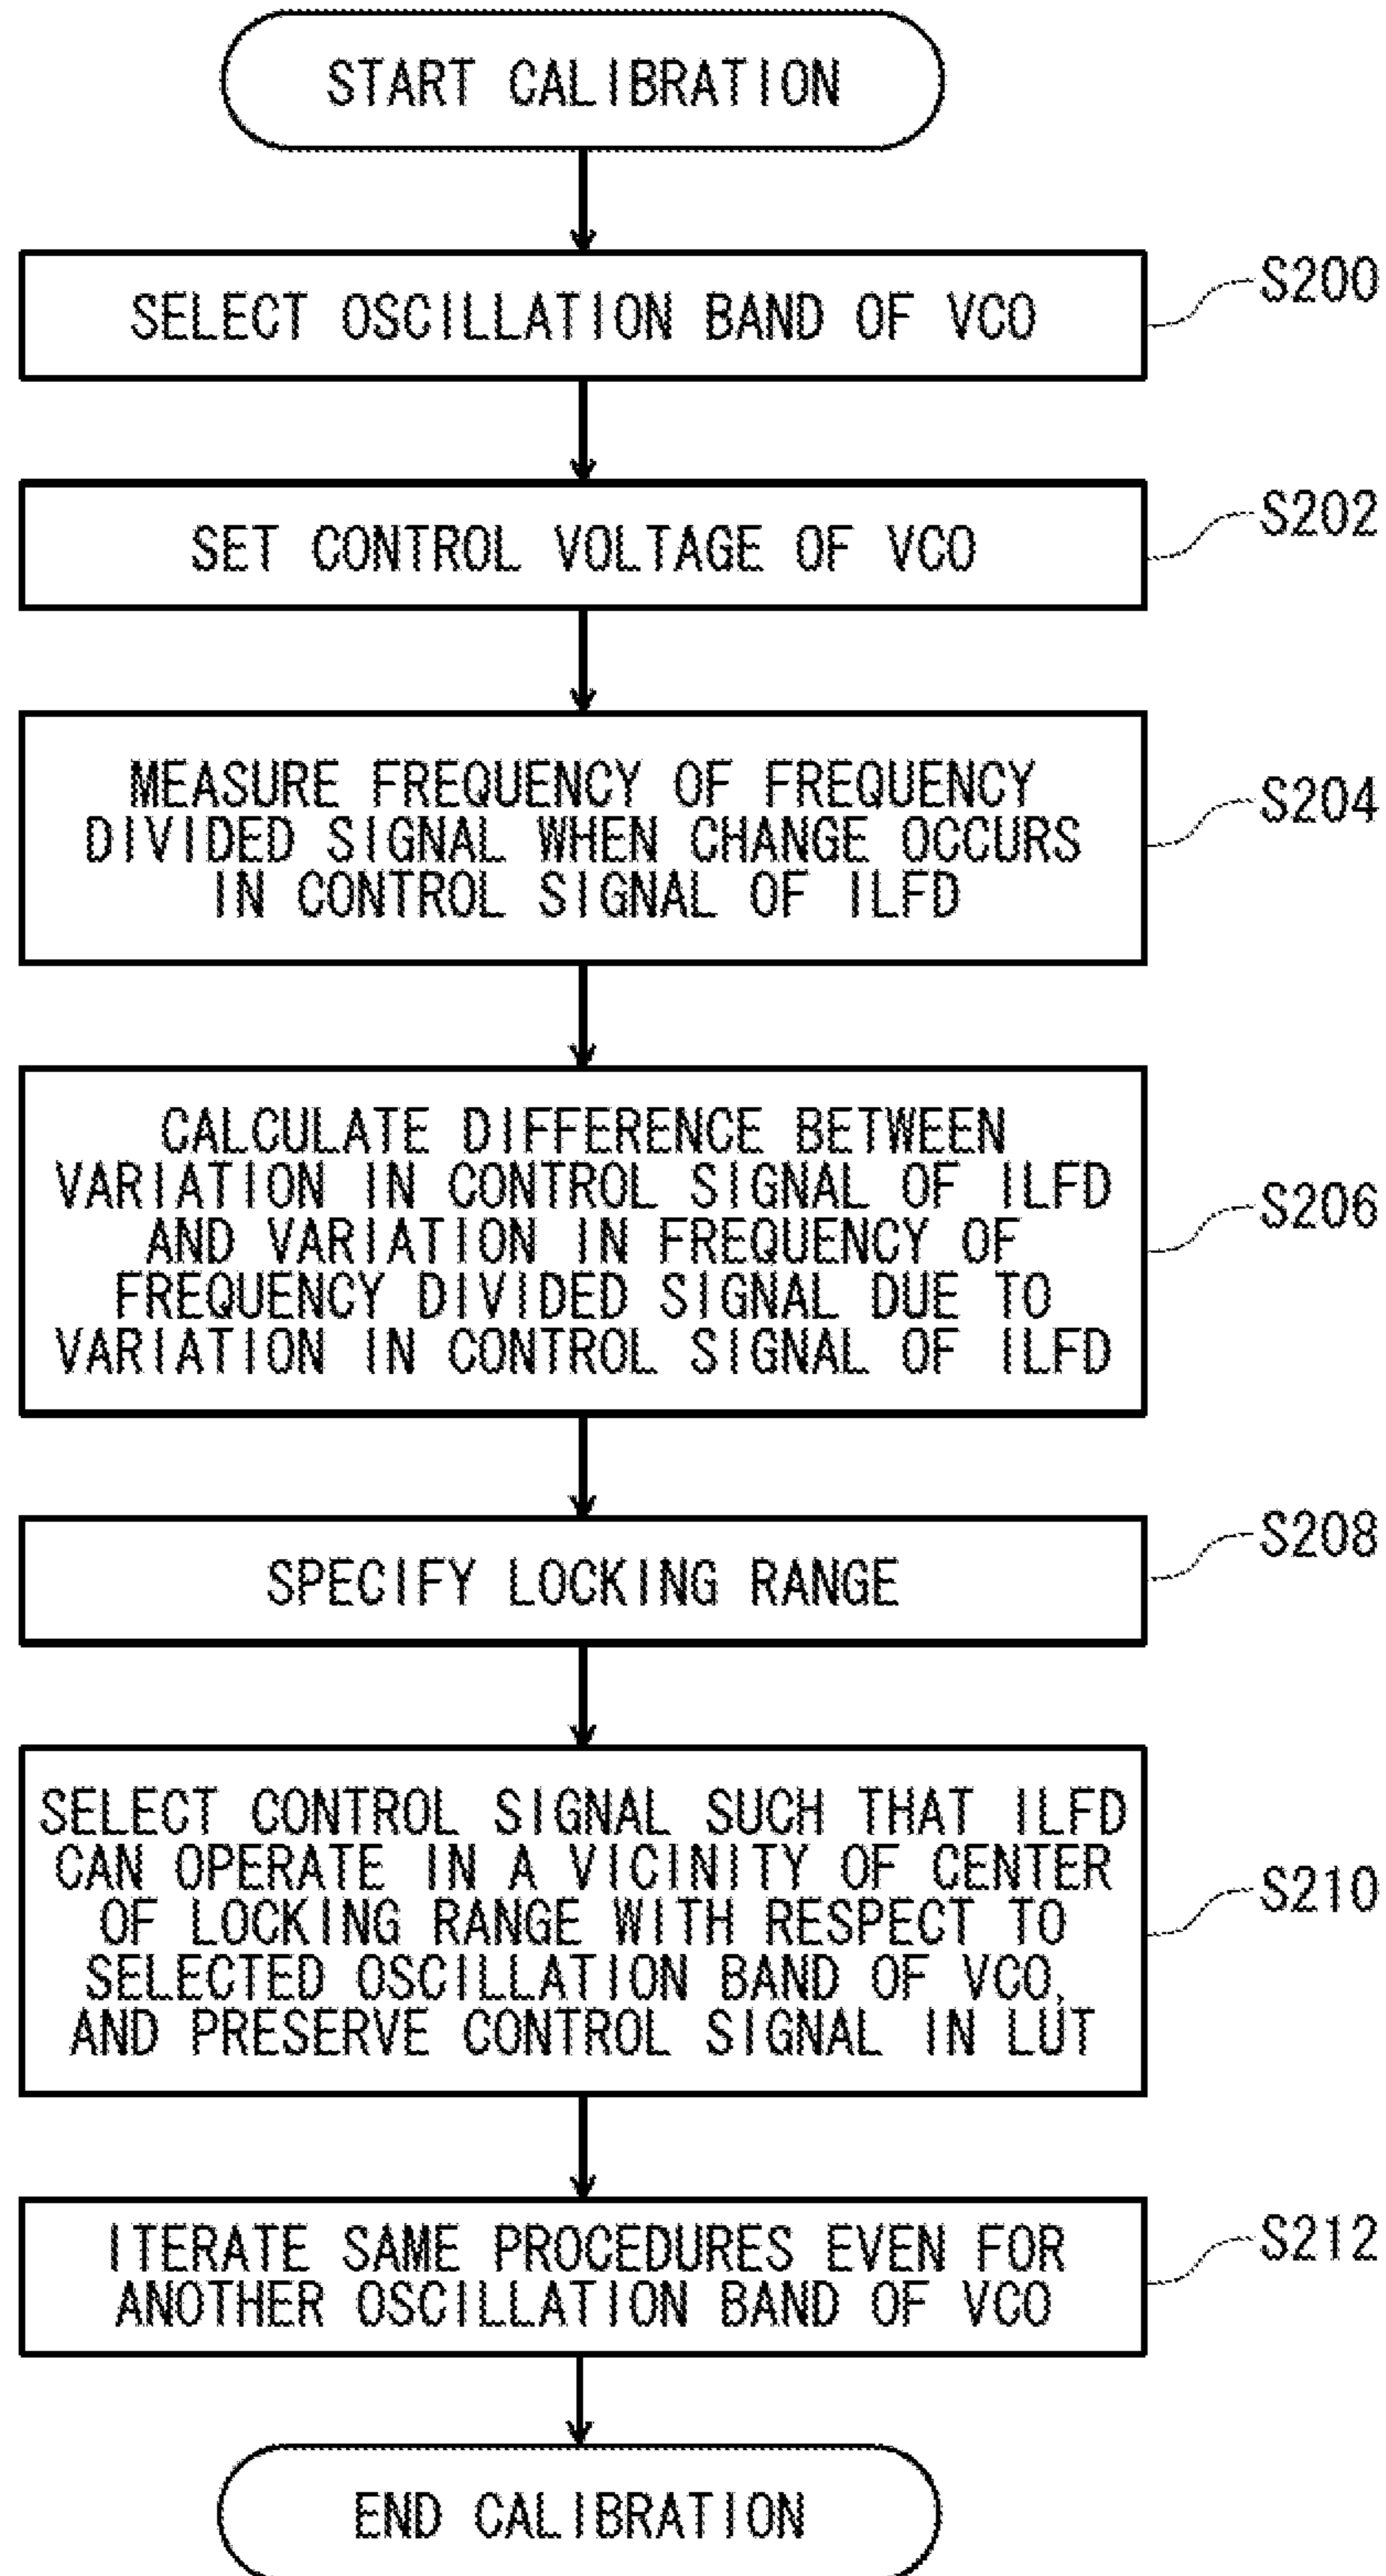 START CALIBRATION
SELECT OSCILLATION BAND OF VCO
S200
SET CONTROL VOLTAGE OF VCO
S202
MEASURE FREQUENCY OF FREQUENCY
DIVIDED SIGNAL WHEN CHANGE OCCURS
IN CONTROL SIGNAL OF ILFD
S204
CALCULATE DIFFERENCE BETWEEN
VARIATION IN CONTROL SIGNAL OF ILFD
AND VARIATION IN FREQUENCY OF
FREQUENCY DIVIDED SIGNAL DUE TO
VARIATION IN CONTROL SIGNAL OF ILFD
S206
SPECIFY LOCKING RANGE
S208
SELECT CONTROL SIGNAL SUCH THAT ILFD
CAN OPERATE IN A VICINITY OF CENTER
OF LOCKING RANGE WITH RESPECT TO
SELECTED OSCILLATION BAND OF VCO,
AND PRESERVE CONTROL SIGNAL IN LUT
S210
ITERATE SAME PROCEDURES EVEN FOR
ANOTHER OSCILLATION BAND OF VCO
S212
END CALIBRATION